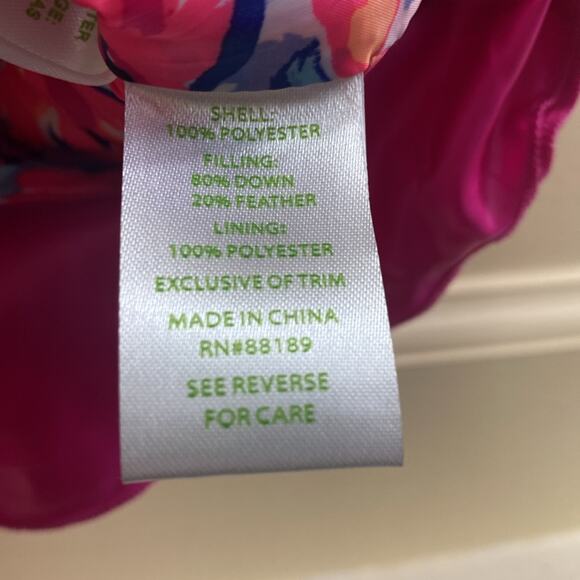 SHELL:
100% POLYESTER
FILLING:
80% DOWN
20% FEATHER
LINING:
100% POLYESTER
EXCLUSIVE OF TRIM
MADE IN CHINA
RN#88189
SEE REVERSE
FOR CARE